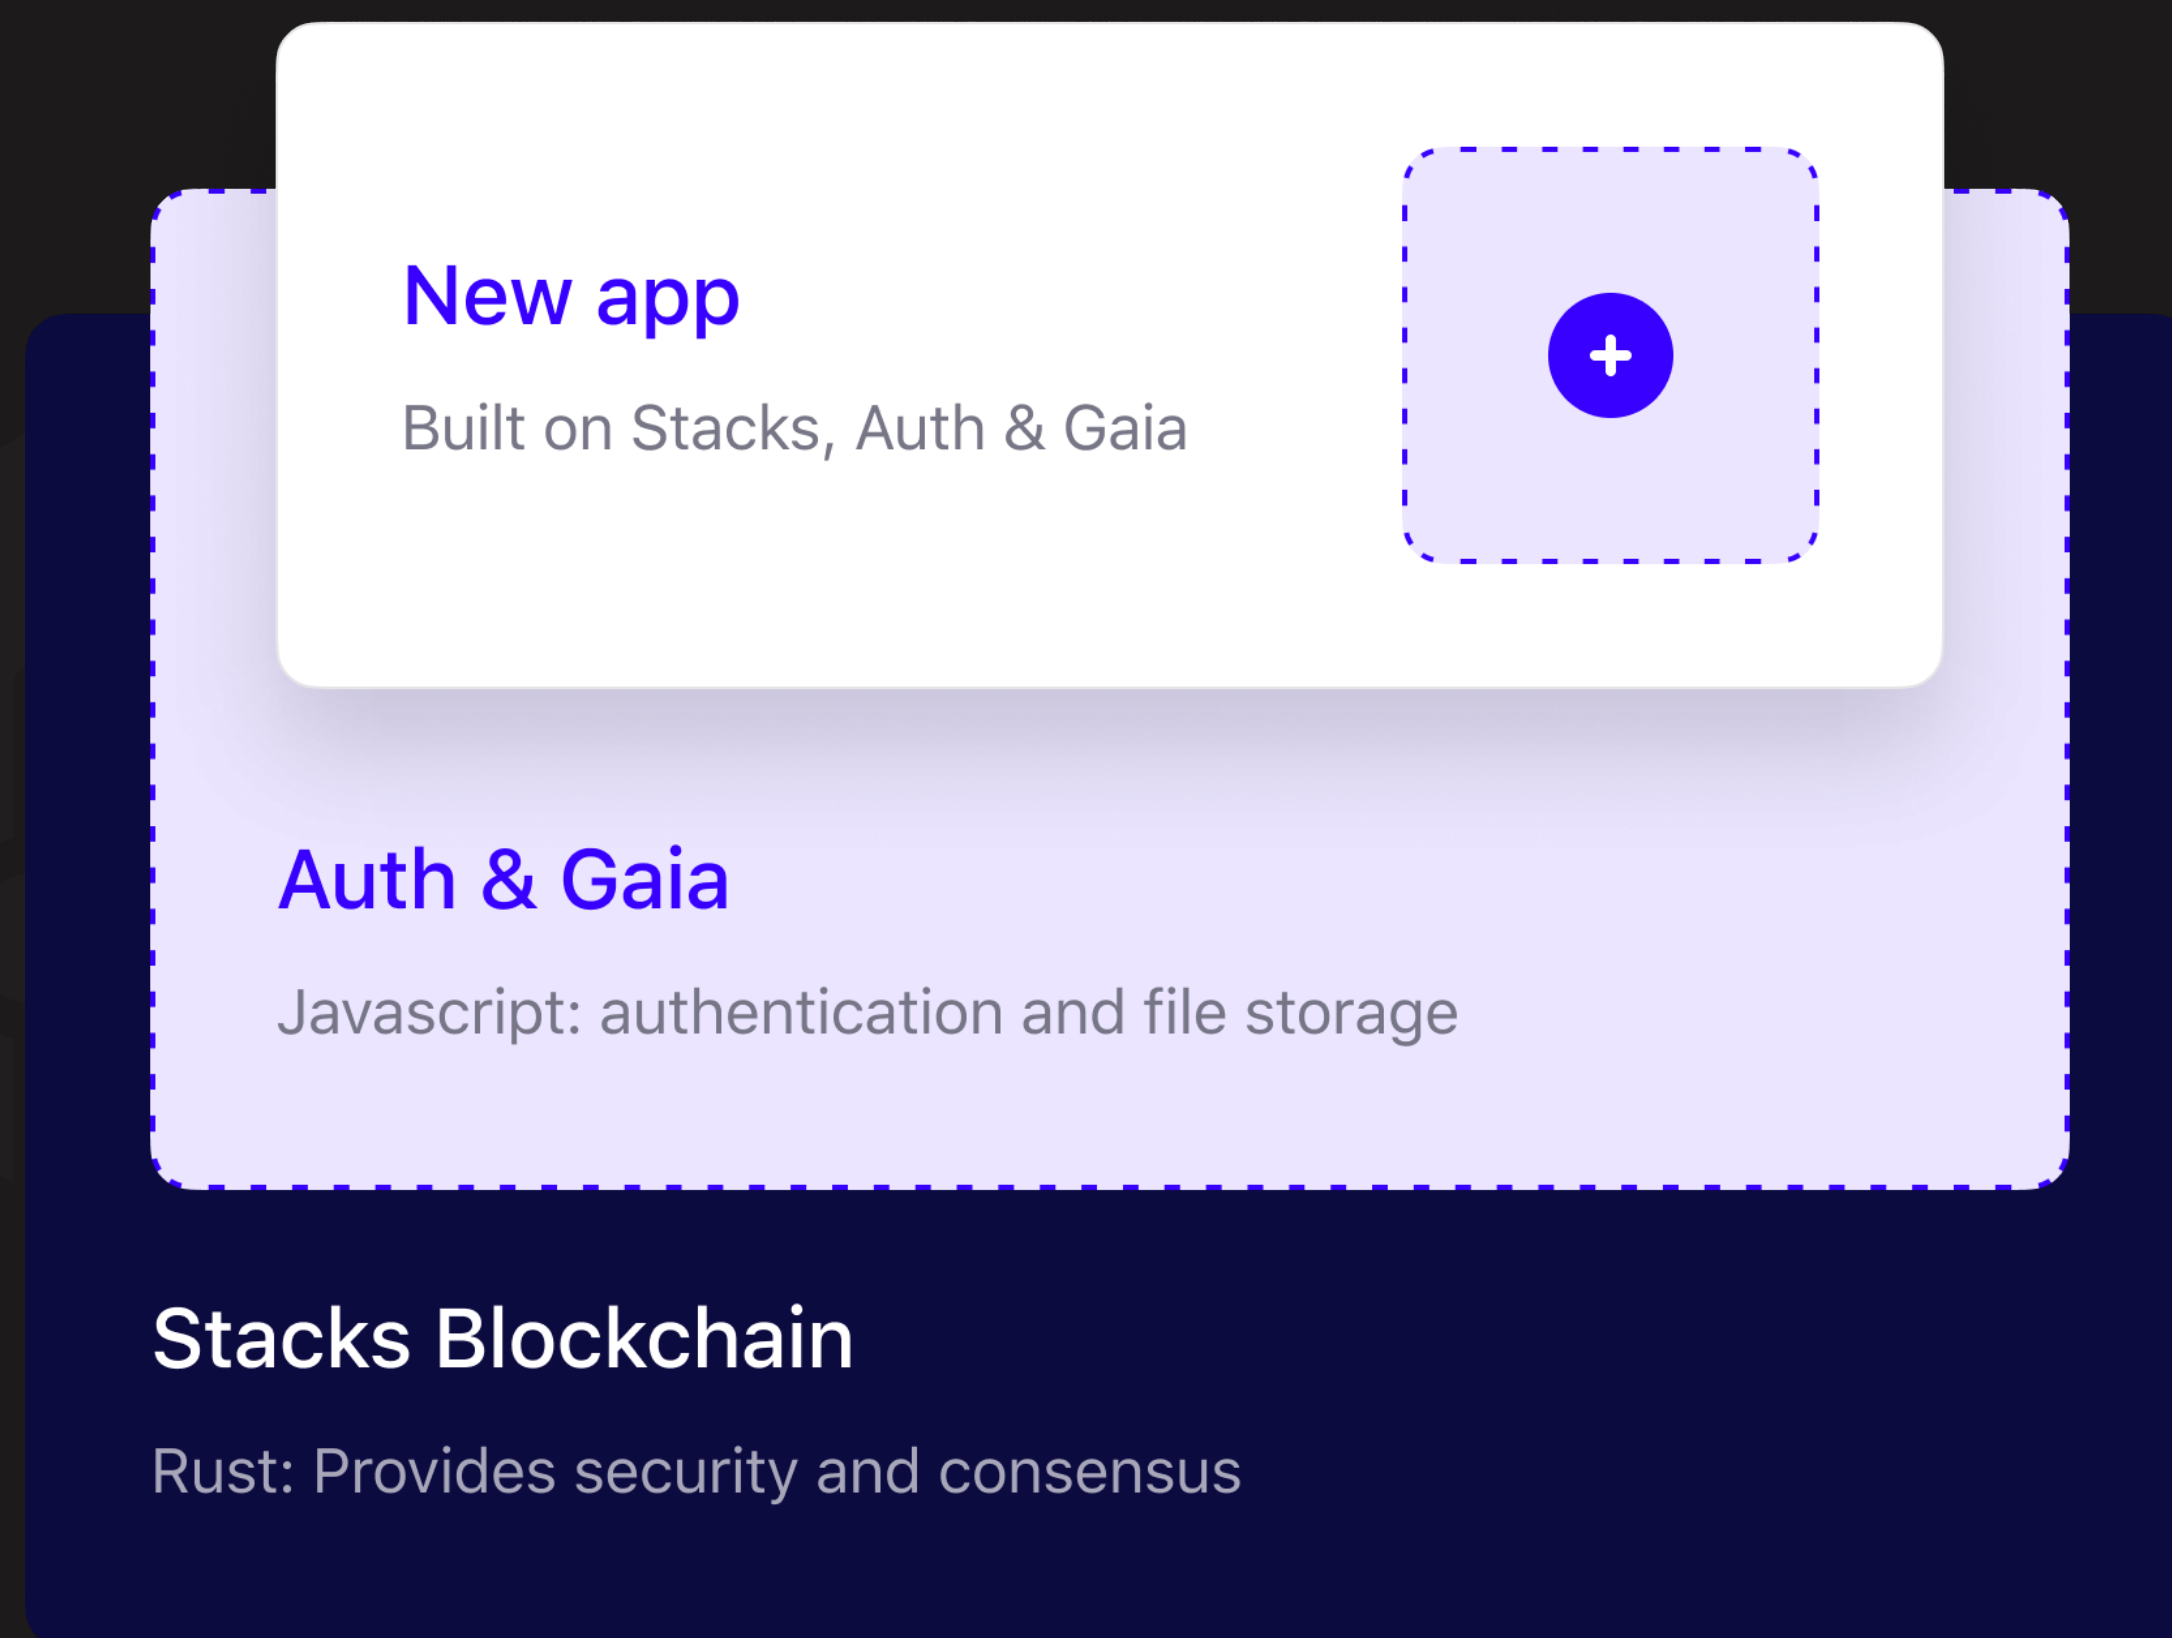 New app
Built on Stacks, Auth & Gaia
Auth & Gaia
Javascript: authentication and file storage
Stacks Blockchain
Rust: Provides security and consensus